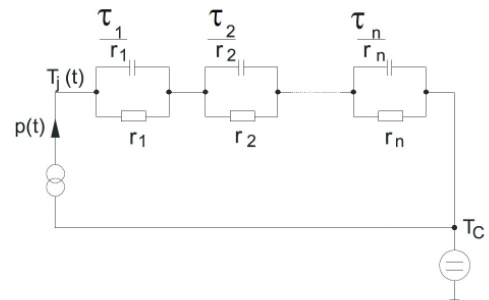 τ1 τ2 τn
r1 r2 rn
Tj (t)
p(t)
r1 r2 rn
TC